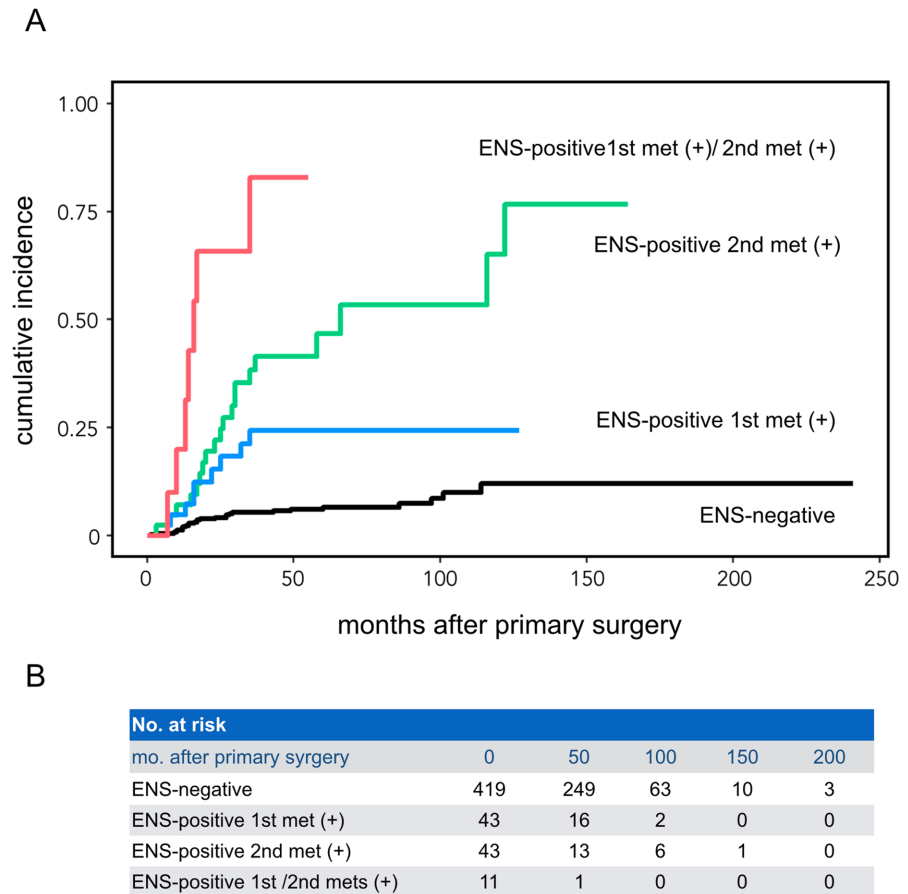 A
1.00
0.75
0.50
0.25
0
cumulative incidence
ENS-positive1st met (+)/ 2nd met (+)
ENS-positive 2nd met (+)
ENS-positive 1st met (+)
ENS-negative
0 50 100 150 200 250
months after primary surgery
B
No. at risk
mo. after primary syrgery 0 50 100 150 200
ENS-negative 419 249 63 10 3
ENS-positive 1st met (+) 43 16 2 0 0
ENS-positive 2nd met (+) 43 13 6 1 0
ENS-positive 1st /2nd mets (+) 11 1 0 0 0